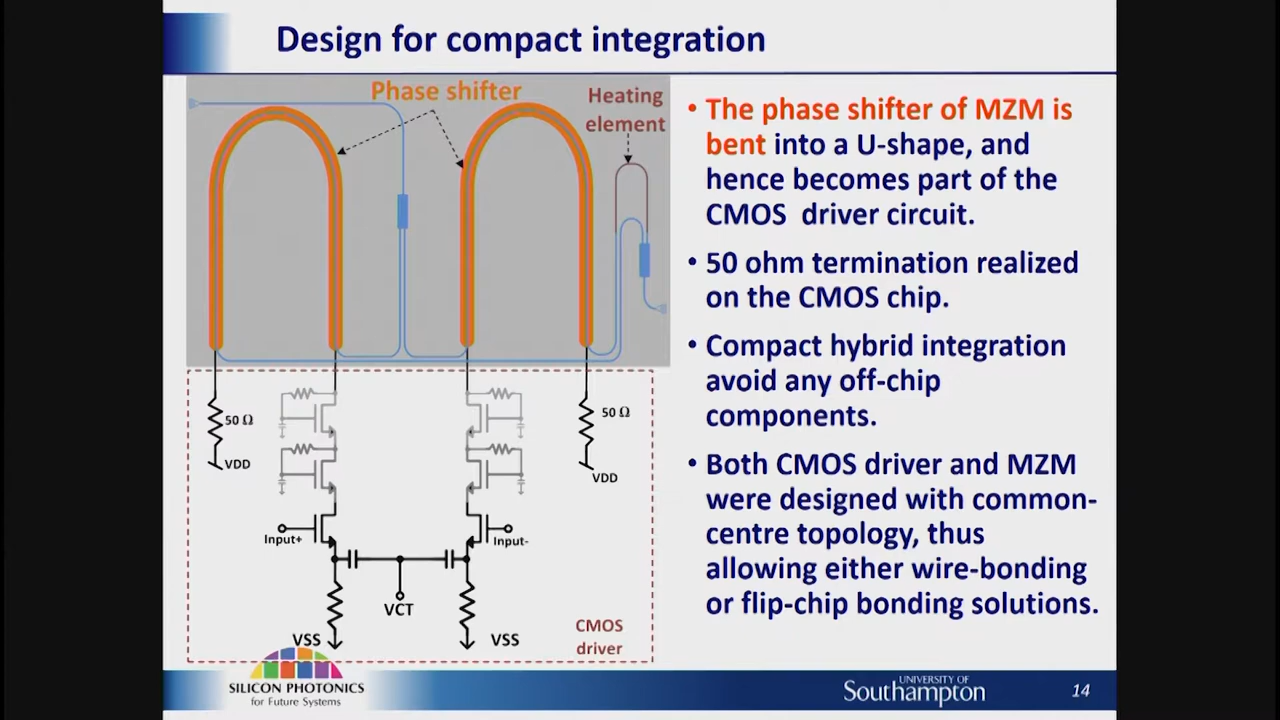 Design for compact integration
Phase shifter
Heating
element
50 Ω
VDD
50 Ω
VDD
Input+
Input-
VCT
VSS
VSS
CMOS
driver
• The phase shifter of MZM is
bent into a U-shape, and
hence becomes part of the
CMOS driver circuit.
• 50 ohm termination realized
on the CMOS chip.
• Compact hybrid integration
avoid any off-chip
components.
• Both CMOS driver and MZM
were designed with common-
centre topology, thus
allowing either wire-bonding
or flip-chip bonding solutions.
SILICON PHOTONICS
for Future Systems
UNIVERSITY OF
Southampton
14